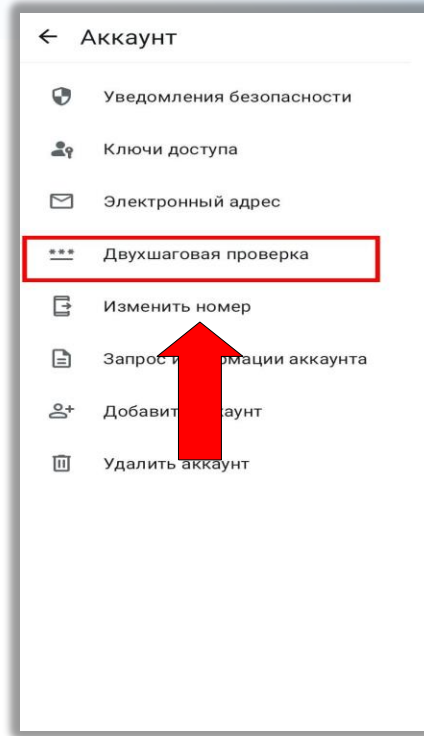 Аккаунт
Уведомления безопасности
Ключи доступа
Электронный адрес
Двухшаговая проверка
Изменить номер
Запрос аккаунта
Удалить аккаунт